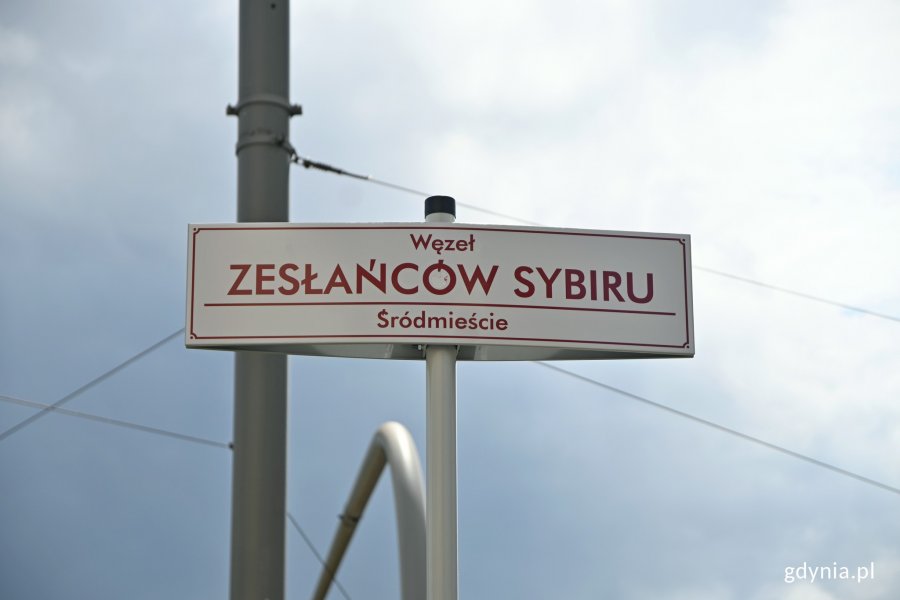 Węzeł
ZESŁAŃCÓW SYBIRU
Śródmieście
gdynia.pl